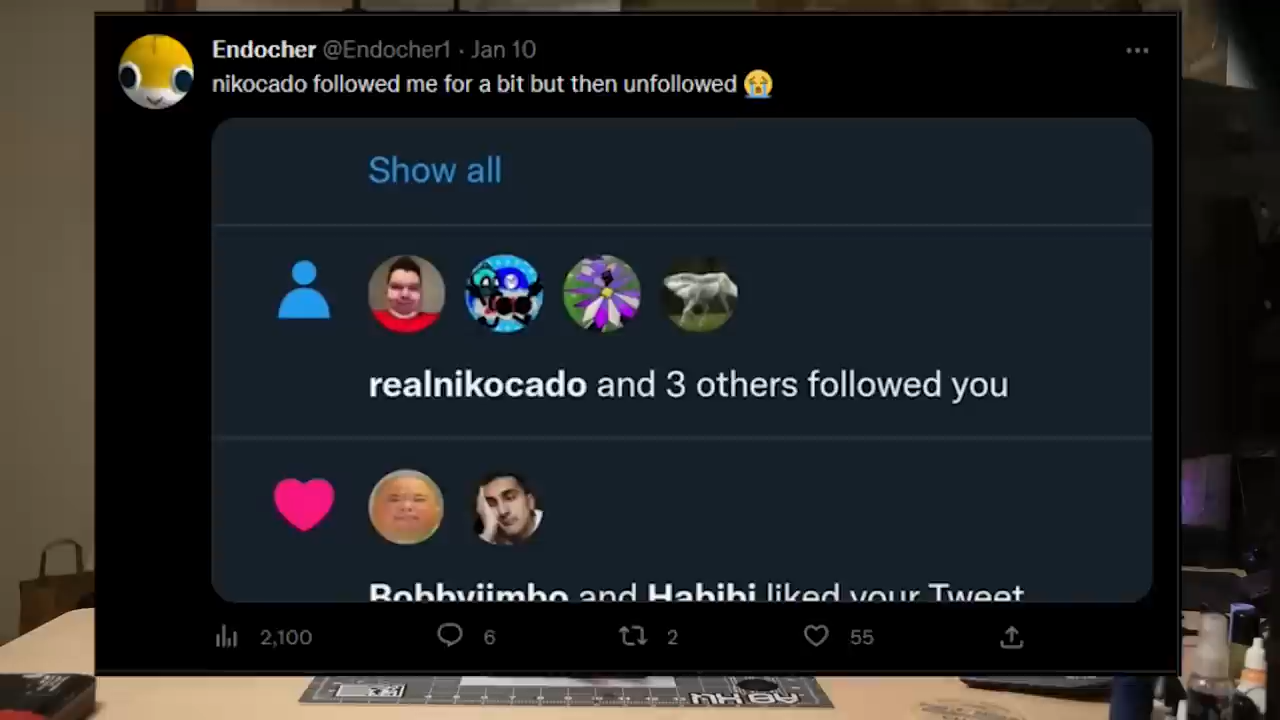 Endocher @Endocher1 · Jan 10
nikocado followed me for a bit but then unfollowed 😭
Show all
realnikocado and 3 others followed you
Bobbyjimbo and Habibi liked your Tweet
2,100 6 2 55